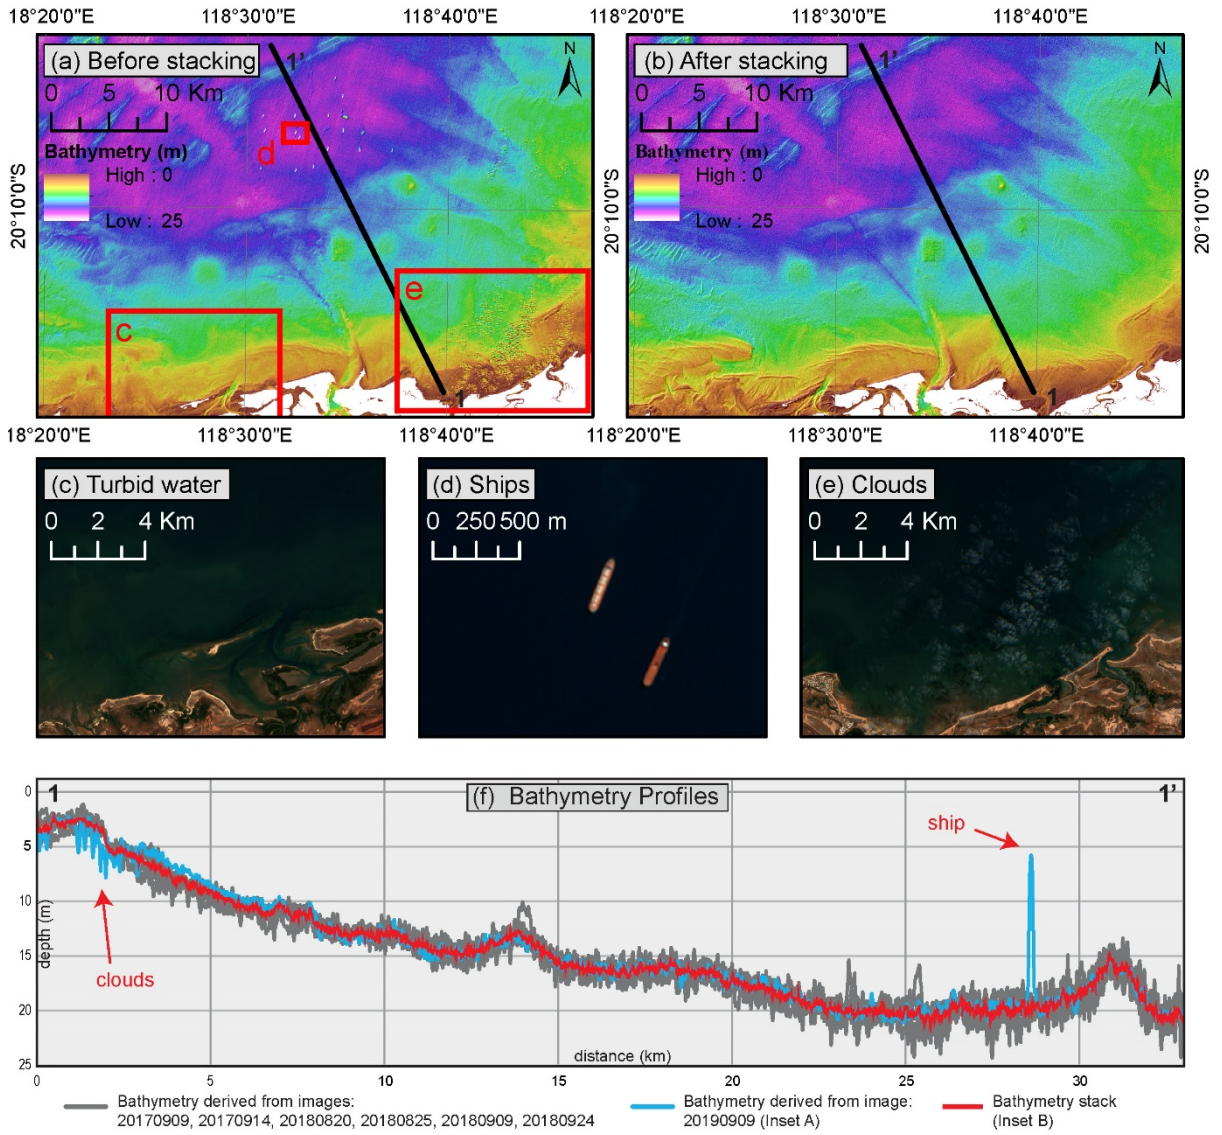 118°20'0"E 118°30'0"E 118°40'0"E 118°20'0"E 118°30'0"E 118°40'0"E
(a) Before stacking
0 5 10 Km
Bathymetry (m)
High : 0
Low : 25
1'
N
d
c
e
1
20°10'0"S
(b) After stacking
0 5 10 Km
Bathymetry (m)
High : 0
Low : 25
1'
N
1
20°10'0"S
20°10'0"S
118°20'0"E 118°30'0"E 118°40'0"E 118°20'0"E 118°30'0"E 118°40'0"E
(c) Turbid water
0 2 4 Km
(d) Ships
0 250 500 m
(e) Clouds
0 2 4 Km
(f) Bathymetry Profiles
1
1'
ship
clouds
depth (m)
0
5
10
15
20
25
distance (km)
0 5 10 15 20 25 30
Bathymetry derived from images:
20170909, 20170914, 20180820, 20180825, 20180909, 20180924
Bathymetry derived from image:
20190909 (Inset A)
Bathymetry stack
(Inset B)